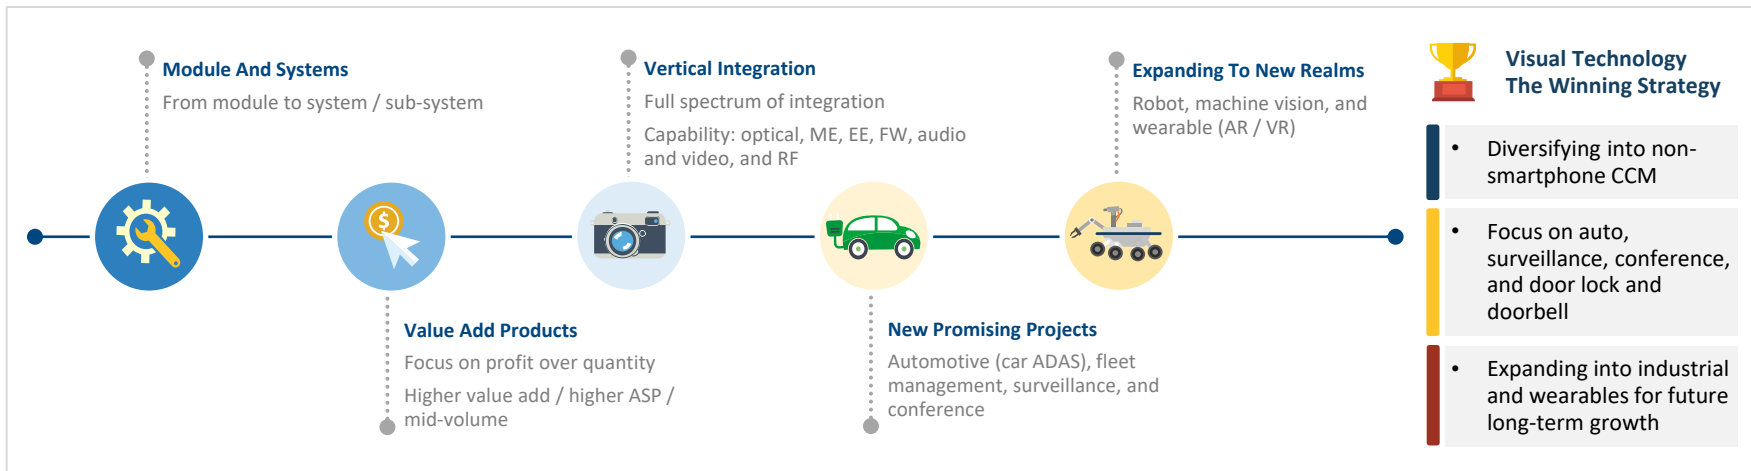 Module And Systems
From module to system / sub-system
Vertical Integration
Full spectrum of integration
Capability: optical, ME, EE, FW, audio
and video, and RF
Expanding To New Realms
Robot, machine vision, and
wearable (AR / VR)
$
Value Add Products
Focus on profit over quantity
Higher value add / higher ASP /
mid-volume
New Promising Projects
Automotive (car ADAS), fleet
management, surveillance, and
conference
Visual Technology
The Winning Strategy
• Diversifying into non-
smartphone CCM
• Focus on auto,
surveillance, conference,
and door lock and
doorbell
• Expanding into industrial
and wearables for future
long-term growth